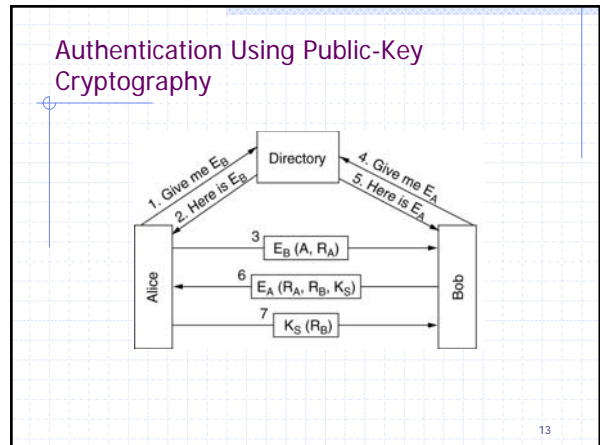 Authentication Using Public-Key
Cryptography
Directory
1. Give me E_B
2. Here is E_B
4. Give me E_A
5. Here is E_A
3
E_B (A, R_A)
6
E_A (R_A, R_B, K_S)
7
K_S (R_B)
Alice
Bob
13